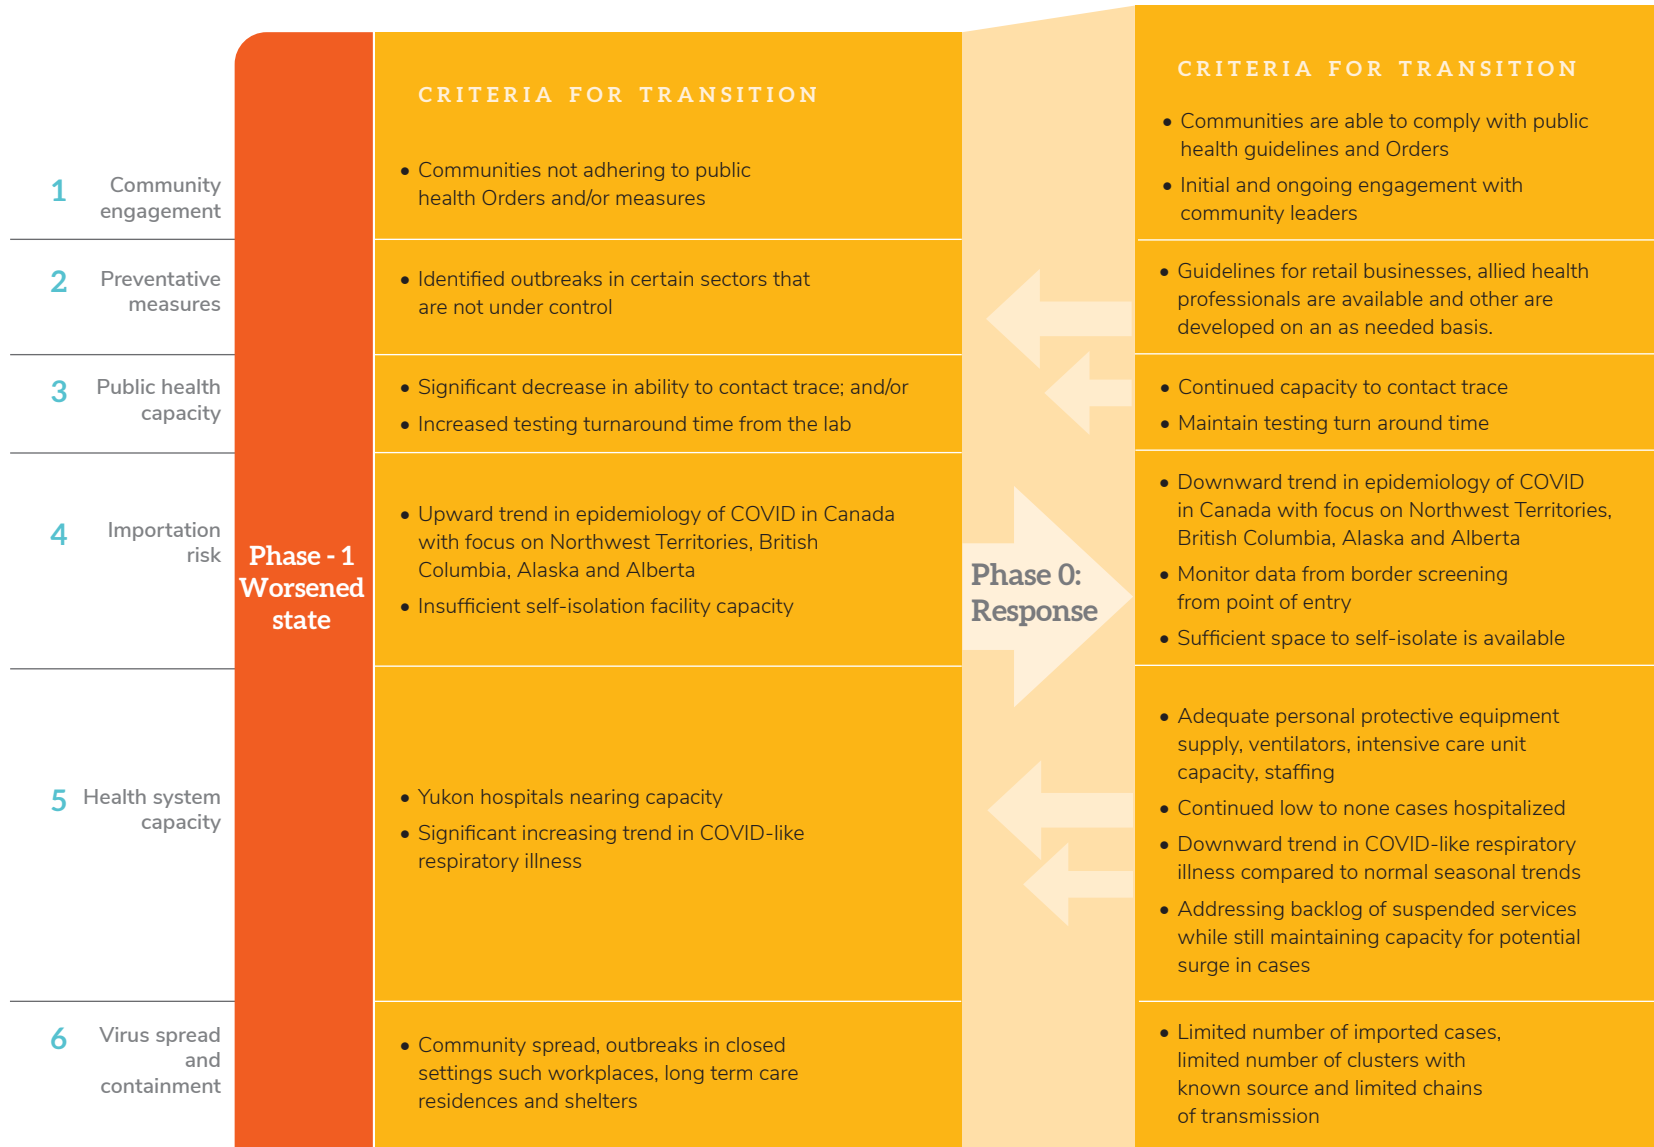 CRITERIA FOR TRANSITION
CRITERIA FOR TRANSITION
1
Community
engagement
• Communities not adhering to public
health Orders and/or measures
• Communities are able to comply with public
health guidelines and Orders
• Initial and ongoing engagement with
community leaders
2
Preventative
measures
• Identified outbreaks in certain sectors that
are not under control
• Guidelines for retail businesses, allied health
professionals are available and other are
developed on an as needed basis.
3
Public health
capacity
• Significant decrease in ability to contact trace; and/or
• Increased testing turnaround time from the lab
• Continued capacity to contact trace
• Maintain testing turn around time
4
Importation
risk
Phase - 1
Worsened
state
• Upward trend in epidemiology of COVID in Canada
with focus on Northwest Territories, British
Columbia, Alaska and Alberta
• Insufficient self-isolation facility capacity
Phase 0:
Response
• Downward trend in epidemiology of COVID
in Canada with focus on Northwest Territories,
British Columbia, Alaska and Alberta
• Monitor data from border screening
from point of entry
• Sufficient space to self-isolate is available
5
Health system
capacity
• Yukon hospitals nearing capacity
• Significant increasing trend in COVID-like
respiratory illness
• Adequate personal protective equipment
supply, ventilators, intensive care unit
capacity, staffing
• Continued low to none cases hospitalized
• Downward trend in COVID-like respiratory
illness compared to normal seasonal trends
• Addressing backlog of suspended services
while still maintaining capacity for potential
surge in cases
6
Virus spread
and
containment
• Community spread, outbreaks in closed
settings such workplaces, long term care
residences and shelters
• Limited number of imported cases,
limited number of clusters with
known source and limited chains
of transmission